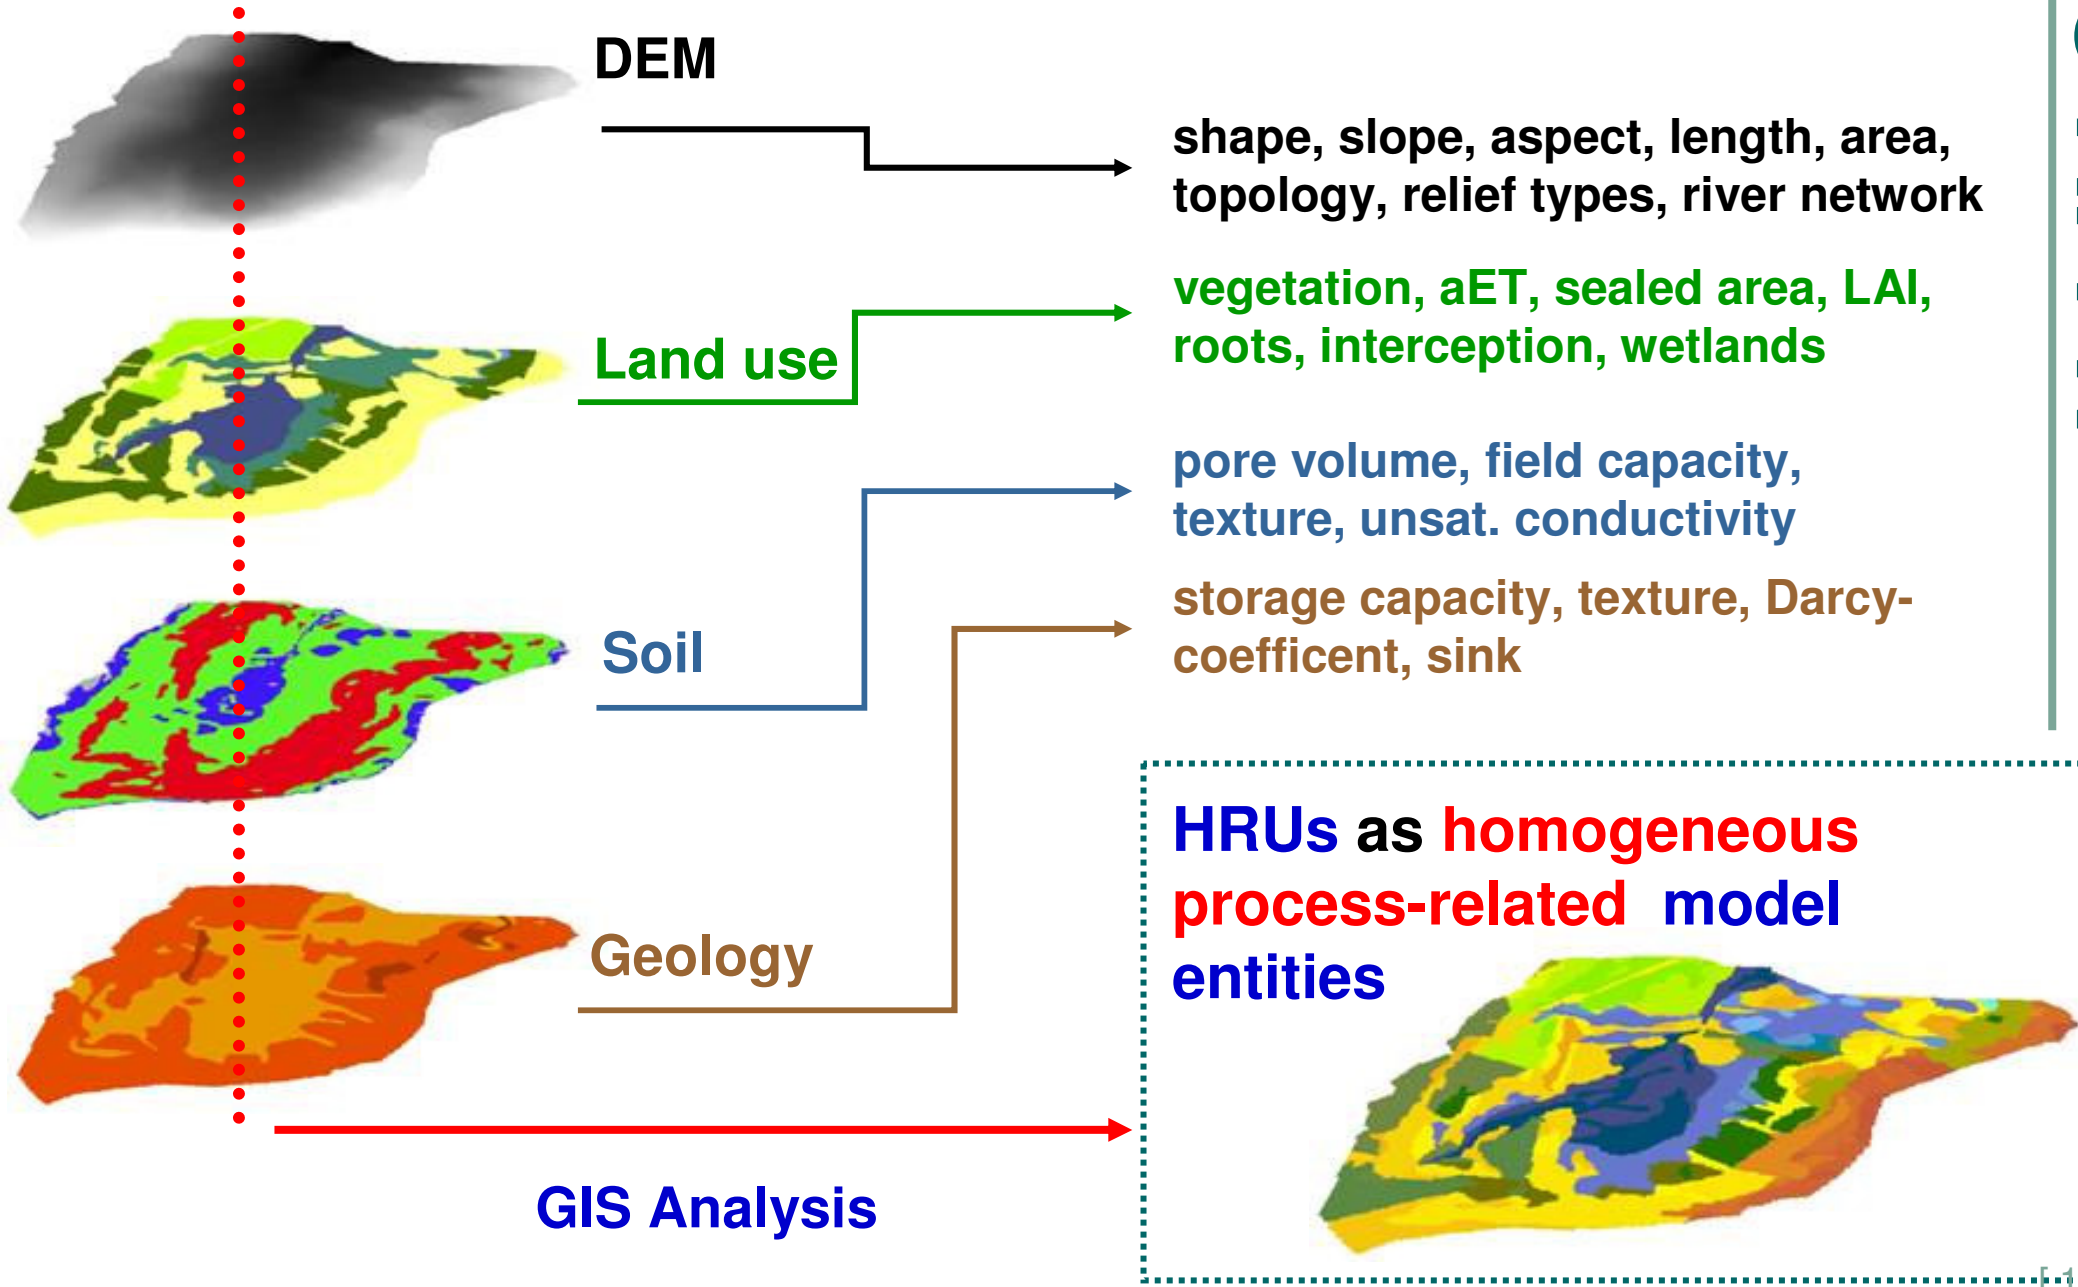 DEM
shape, slope, aspect, length, area,
topology, relief types, river network
Land use
vegetation, aET, sealed area, LAI,
roots, interception, wetlands
Soil
pore volume, field capacity,
texture, unsat. conductivity
Geology
storage capacity, texture, Darcy-
coefficent, sink
GIS Analysis
HRUs as homogeneous
process-related model
entities